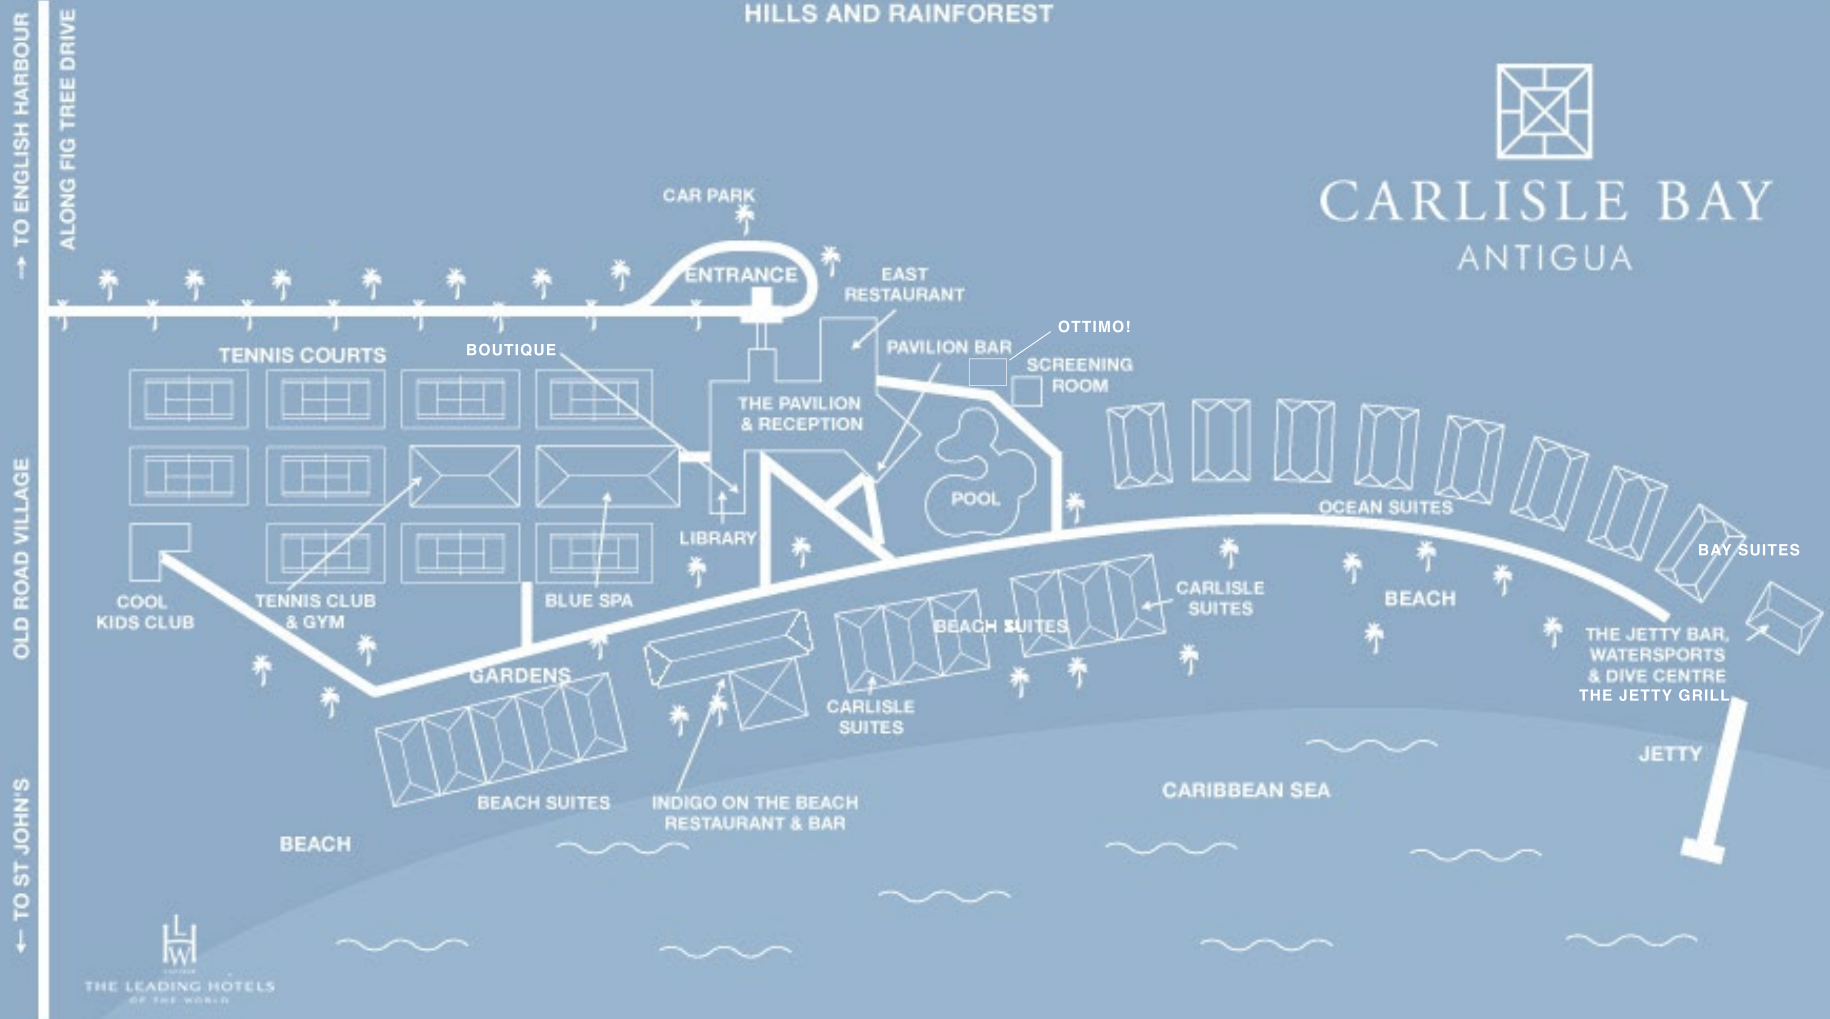 HILLS AND RAINFOREST
→ TO ENGLISH HARBOUR
ALONG FIG TREE DRIVE
CARLISLE BAY
ANTIGUA
CAR PARK
ENTRANCE
EAST
RESTAURANT
OTTIMO!
TENNIS COURTS
BOUTIQUE
PAVILION BAR
SCREENING
ROOM
THE PAVILION
& RECEPTION
OLD ROAD VILLAGE
POOL
OCEAN SUITES
LIBRARY
BAY SUITES
COOL
KIDS CLUB
TENNIS CLUB
& GYM
BLUE SPA
CARLISLE
SUITES
BEACH
BEACH SUITES
THE JETTY BAR,
WATERSPORTS
& DIVE CENTRE
THE JETTY GRILL
GARDENS
CARLISLE
SUITES
JETTY
← TO ST JOHN'S
BEACH SUITES
INDIGO ON THE BEACH
RESTAURANT & BAR
CARIBBEAN SEA
BEACH
LHW
THE LEADING HOTELS
OF THE WORLD